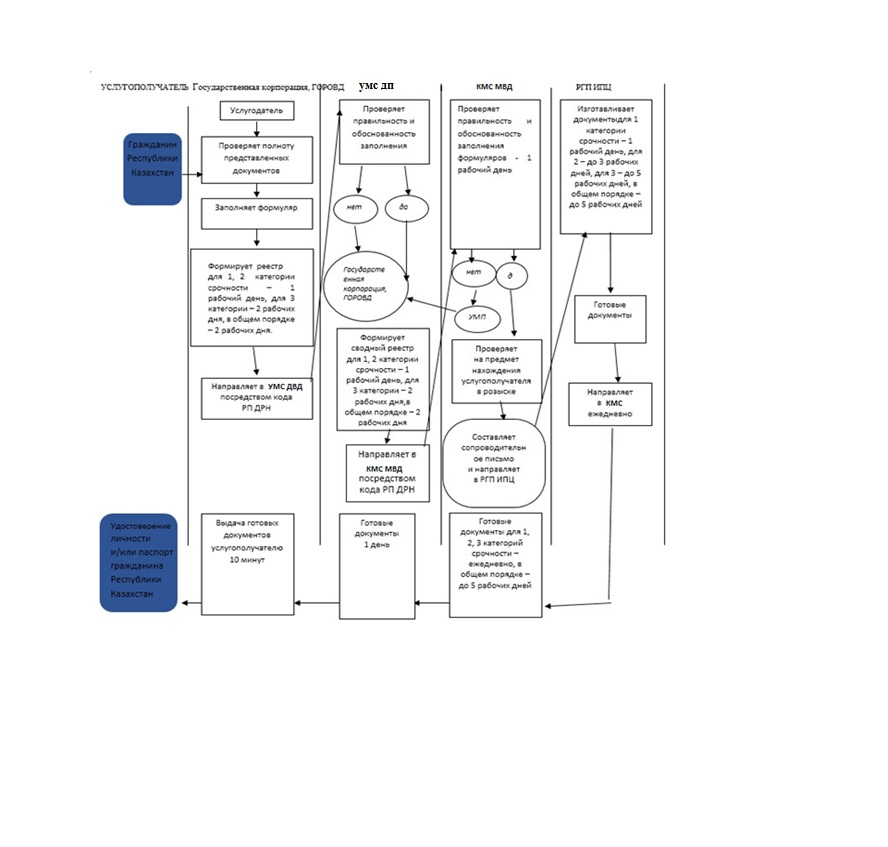 УСЛУГОПОЛУЧАТЕЛЬ Государственная корпорация, ГОРОВД умс дп КМС МВД РГП ИПЦ
Гражданин
Республики
Казахстан
Услугодатель
Проверяет полноту
представленных
документов
Заполняет формуляр
Формирует реестр
для 1, 2 категории
срочности – 1
рабочий день, для 3
категории – 2 рабочих
дня, в общем порядке
– 2 рабочих дня.
Направляет в УМС ДВД
посредством кода
РП ДРН
Проверяет
правильность и
обоснованность
заполнения
нет
да
Государств
енная
корпорация,
ГОРОВД
Формирует
сводный реестр
для 1, 2 категории
срочности – 1
рабочий день, для
3 категории – 2
рабочих дня,в
общем порядке – 2
рабочих дня
Направляет в
КМС МВД
посредством
кода РП ДРН
Проверяет
правильность и
обоснованность
заполнения
формуляров - 1
рабочий день
нет
д
УМП
Проверяет
на предмет
нахождения
услугополучателя
в розыске
Составляет
сопроводительн
ое письмо
и направляет
в РГП ИПЦ
Изготавливает
документыдля 1
категории
срочности – 1
рабочий день, для
2 – до 3 рабочих
дней, для 3 – до 5
рабочих дней, в
общем порядке –
до 5 рабочих дней
Готовые
документы
Направляет
в КМС
ежедневно
Удостоверение
личности
и/или паспорт
гражданина
Республики
Казахстан
Выдача готовых
документов
услугополучателю
10 минут
Готовые
документы
1 день
Готовые
документы для 1,
2, 3 категорий
срочности –
ежедневно, в
общем порядке –
до 5 рабочих дней